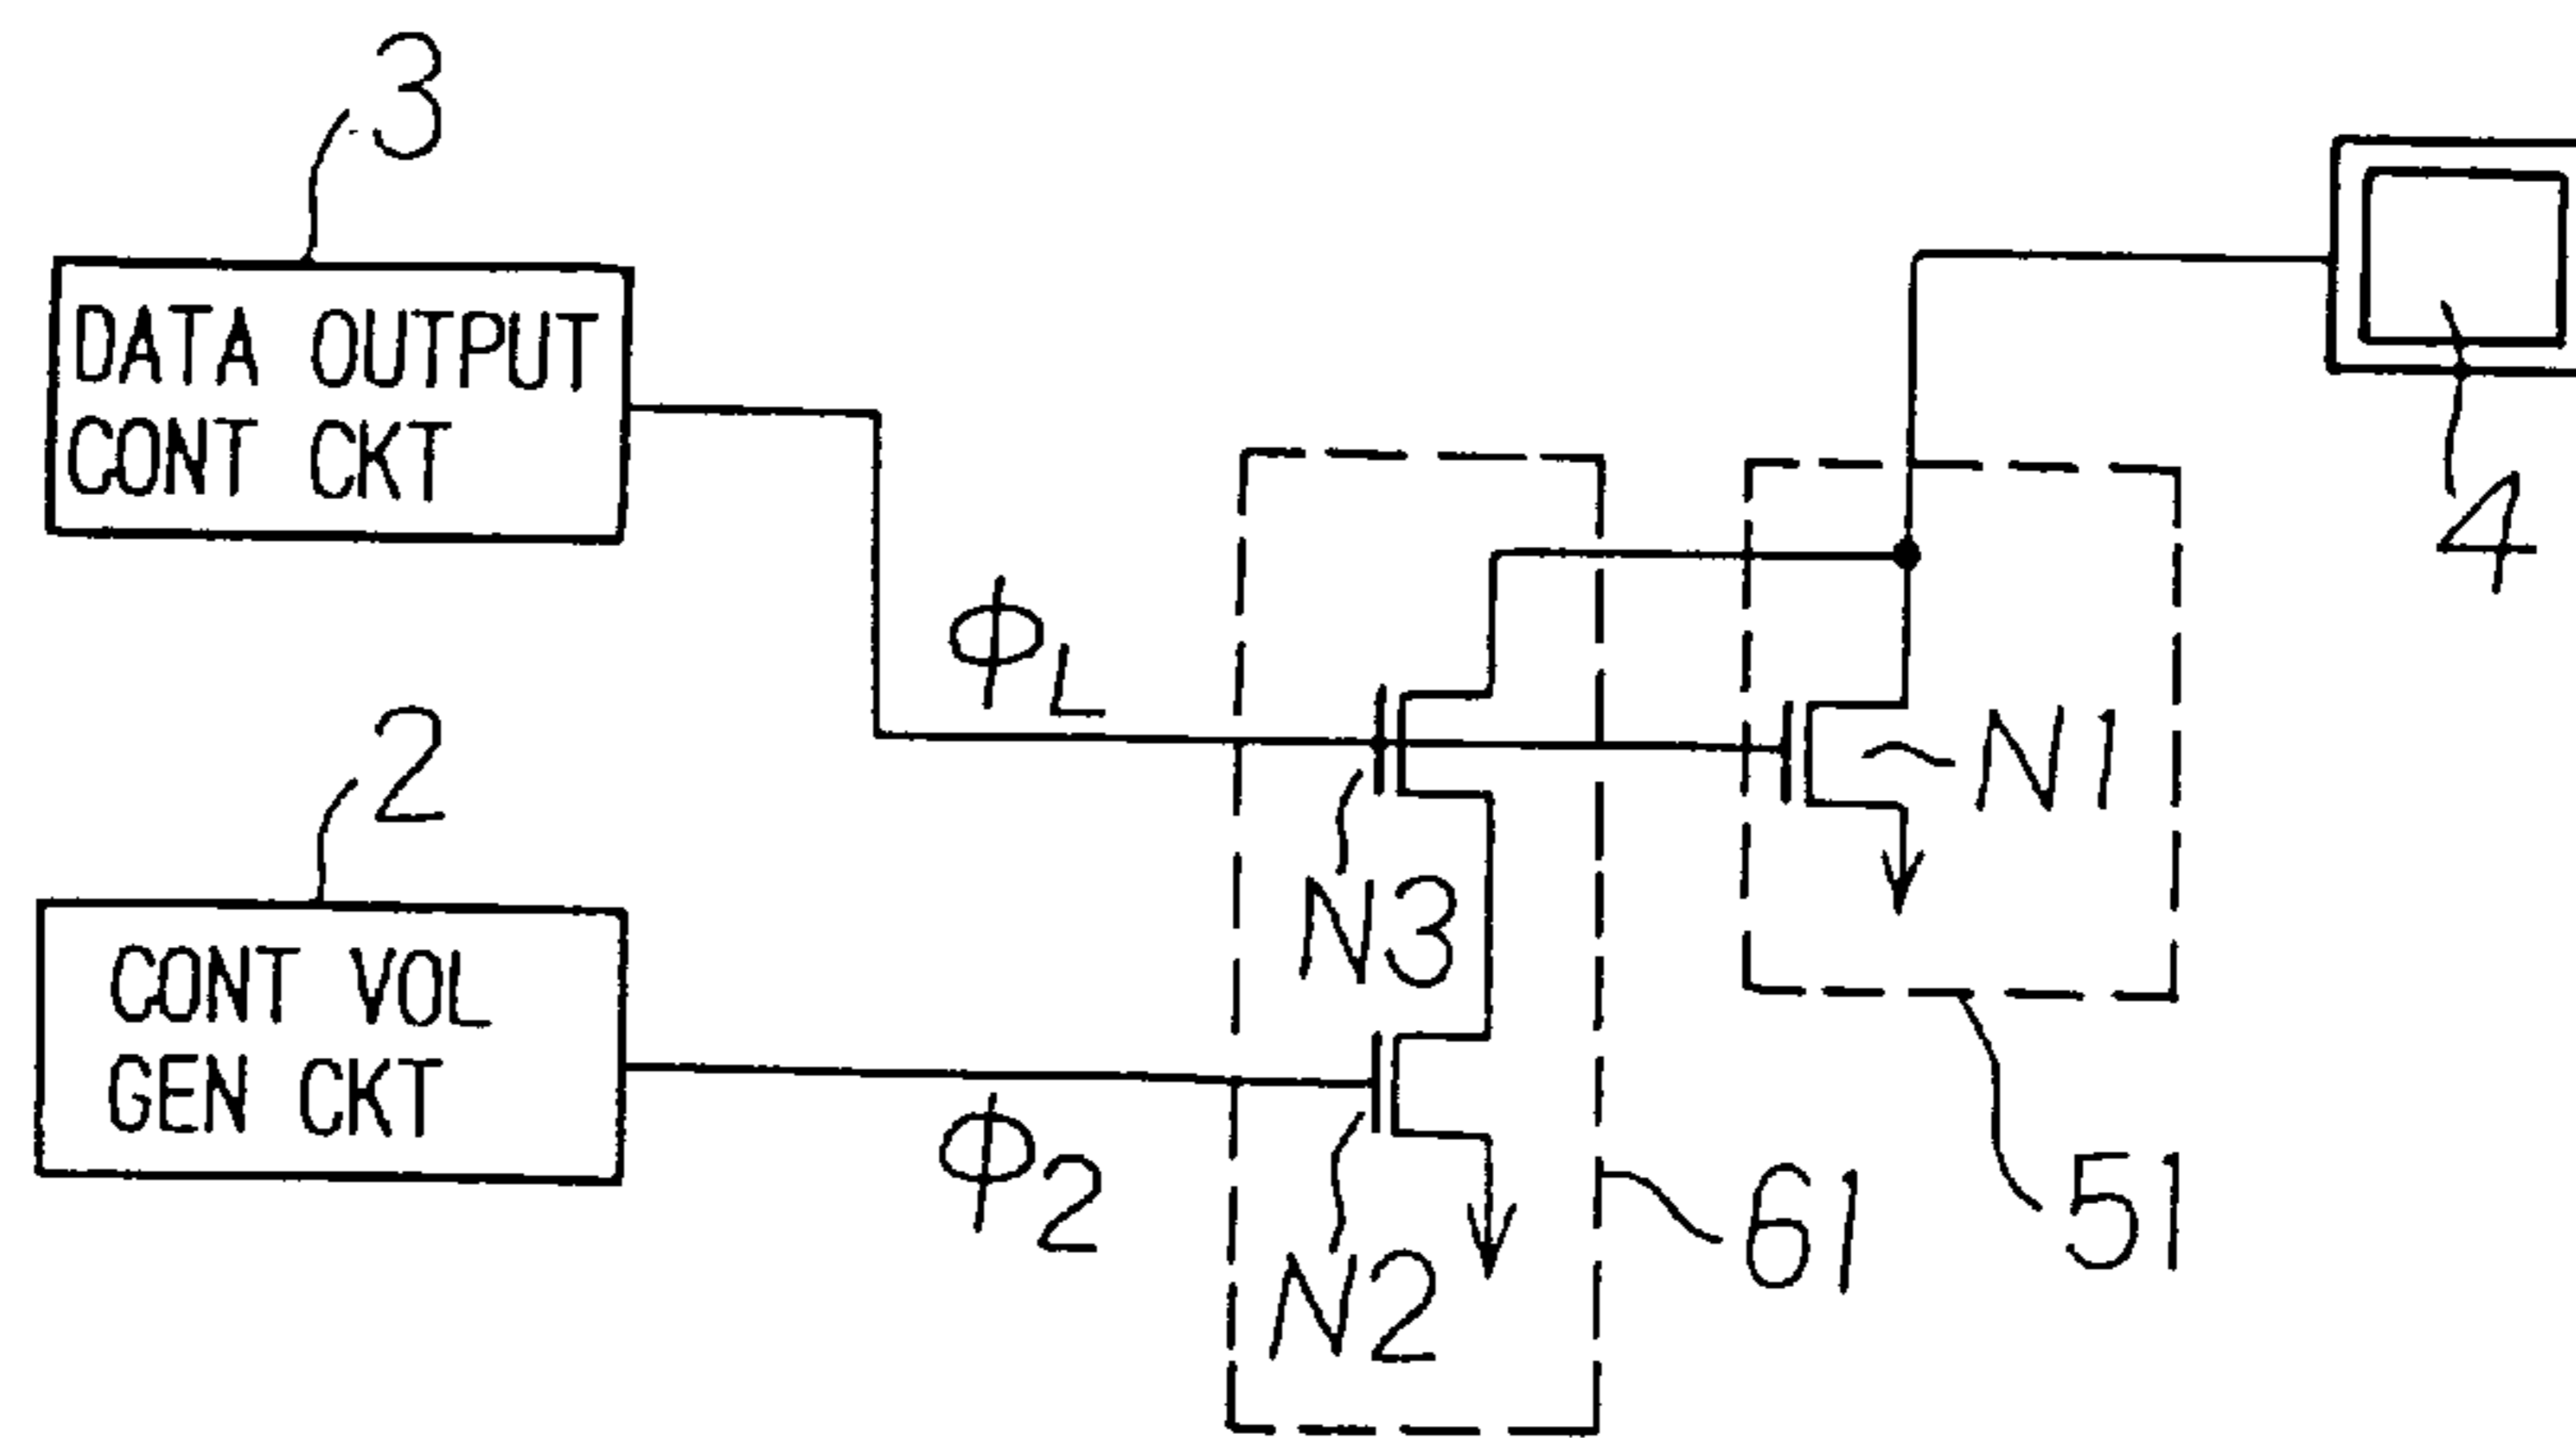 3
DATA OUTPUT
CONT CKT
4
ϕL
N1
2
N3
CONT VOL
GEN CKT
ϕ2
61
51
N2